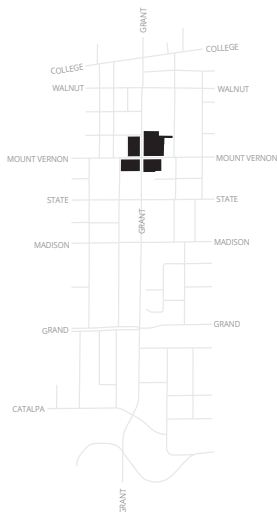 GRANT
COLLEGE
COLLEGE
WALNUT
WALNUT
MOUNT VERNON
MOUNT VERNON
STATE
STATE
GRANT
MADISON
MADISON
GRAND
GRAND
CATALPA
GRANT